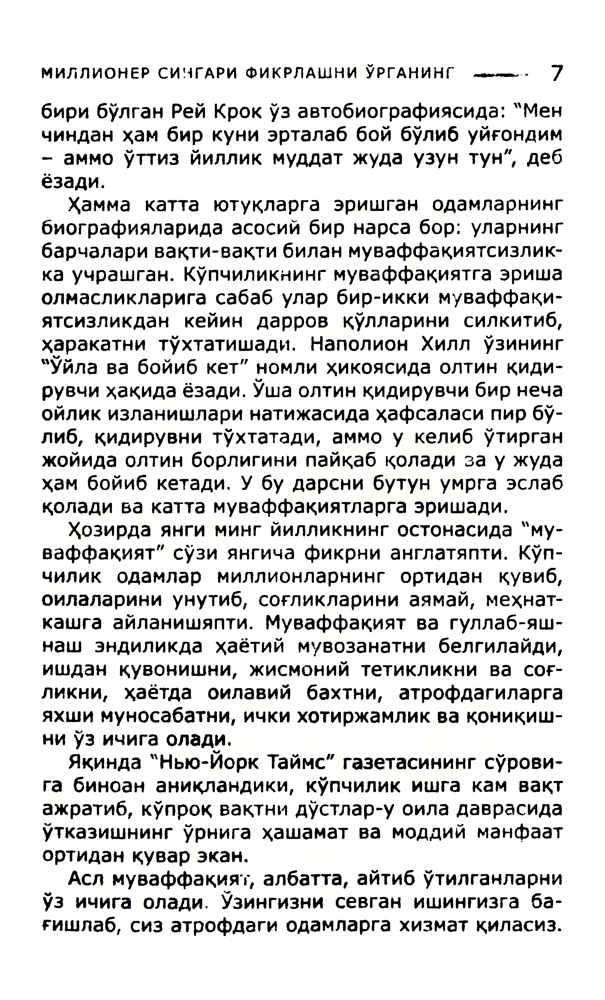 МИЛЛИОНЕР СИНГАРИ ФИКРЛАШНИ ЎРГАНИНГ 7
бири бўлган Рей Крок ўз автобиографиясида: "Мен
чиндан ҳам бир куни эрталаб бой бўлиб уйғондим
– аммо ўттиз йиллик муддат жуда узун тун", деб
ёзади.
Ҳамма катта ютуқларга эришган одамларнинг
биографияларида асосий бир нарса бор: уларнинг
барчалари вақти-вақти билан муваффақиятсизлик-
ка учрашган. Кўпчиликнинг муваффақиятга эриша
олмасликларига сабаб улар бир-икки муваффақи-
ятсизликдан кейин дарров қўлларини силкитиб,
ҳаракатни тўхтатишади. Наполион Хилл ўзининг
"Ўйла ва бойиб кет" номли ҳикоясида олтин қиди-
рувчи ҳақида ёзади. Ўша олтин қидирувчи бир неча
ойлик изланишлари натижасида ҳафсаласи пир бў-
либ, қидирувни тўхтатади, аммо у келиб ўтирган
жойида олтин борлигини пайқаб қолади ва у жуда
ҳам бойиб кетади. У бу дарсни бутун умрга эслаб
қолади ва катта муваффақиятларга эришади.
Ҳозирда янги минг йилликнинг остонасида "му-
ваффақият" сўзи янгича фикрни англатяпти. Кўп-
чилик одамлар миллионларнинг ортидан қувиб,
оилаларини унутиб, соғликларини аямай, меҳнат-
кашга айланишяпти. Муваффақият ва гуллаб-яш-
наш эндиликда ҳаётий мувозанатни белгилайди,
ишдан қувонишни, жисмоний тетикликни ва соғ-
ликни, ҳаётда оилавий бахтни, атрофдагиларга
яхши муносабатни, ички хотиржамлик ва қониқиш-
ни ўз ичига олади.
Яқинда "Нью-Йорк Таймс" газетасининг сўрови-
га биноан аниқландики, кўпчилик ишга кам вақт
ажратиб, кўпроқ вақтни дўстлар-у оила даврасида
ўтказишнинг ўрнига ҳашамат ва моддий манфаат
ортидан қувар экан.
Асл муваффақият, албатта, айтиб ўтилганларни
ўз ичига олади. Ўзингизни севган ишингизга ба-
ғишлаб, сиз атрофдаги одамларга хизмат қиласиз.